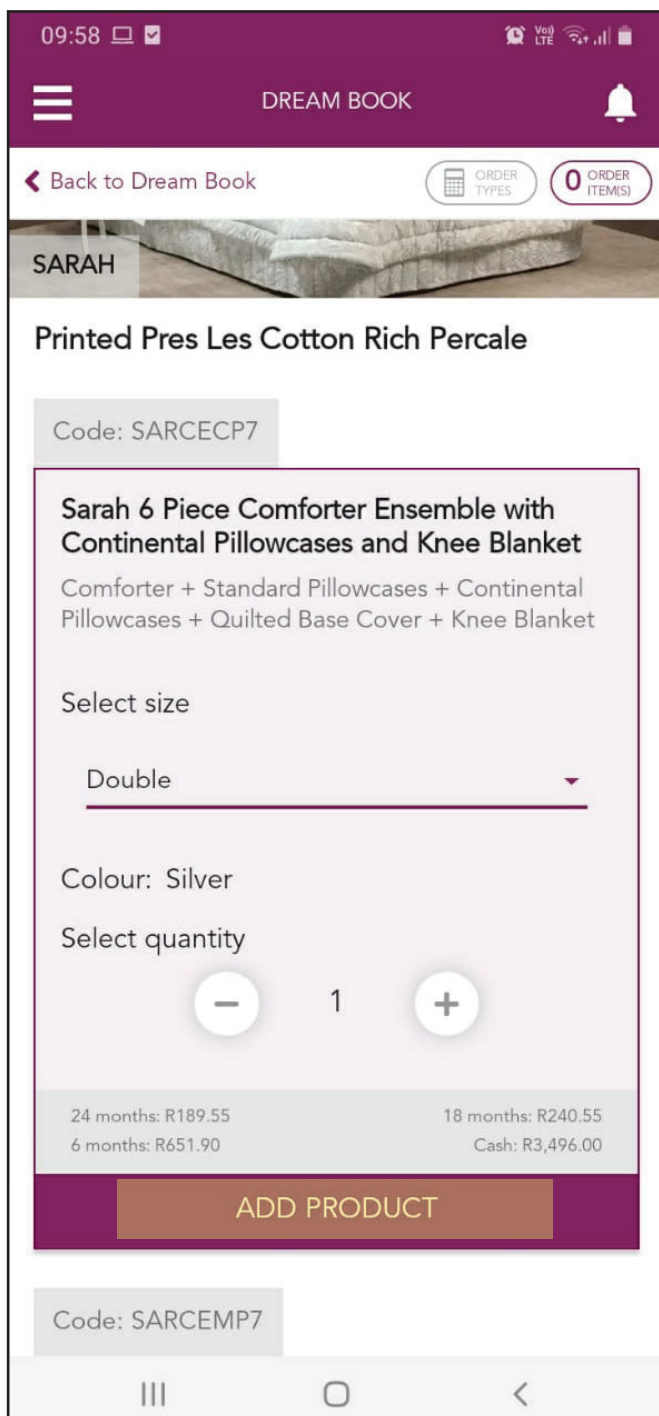 09:58
Vo))
LTE
DREAM BOOK
Back to Dream Book
ORDER
TYPES
0 ORDER
ITEM(S)
SARAH
Printed Pres Les Cotton Rich Percale
Code: SARCECP7
Sarah 6 Piece Comforter Ensemble with
Continental Pillowcases and Knee Blanket
Comforter + Standard Pillowcases + Continental
Pillowcases + Quilted Base Cover + Knee Blanket
Select size
Double
Colour: Silver
Select quantity
− 1 +
24 months: R189.55 18 months: R240.55
6 months: R651.90 Cash: R3,496.00
ADD PRODUCT
Code: SARCEMP7